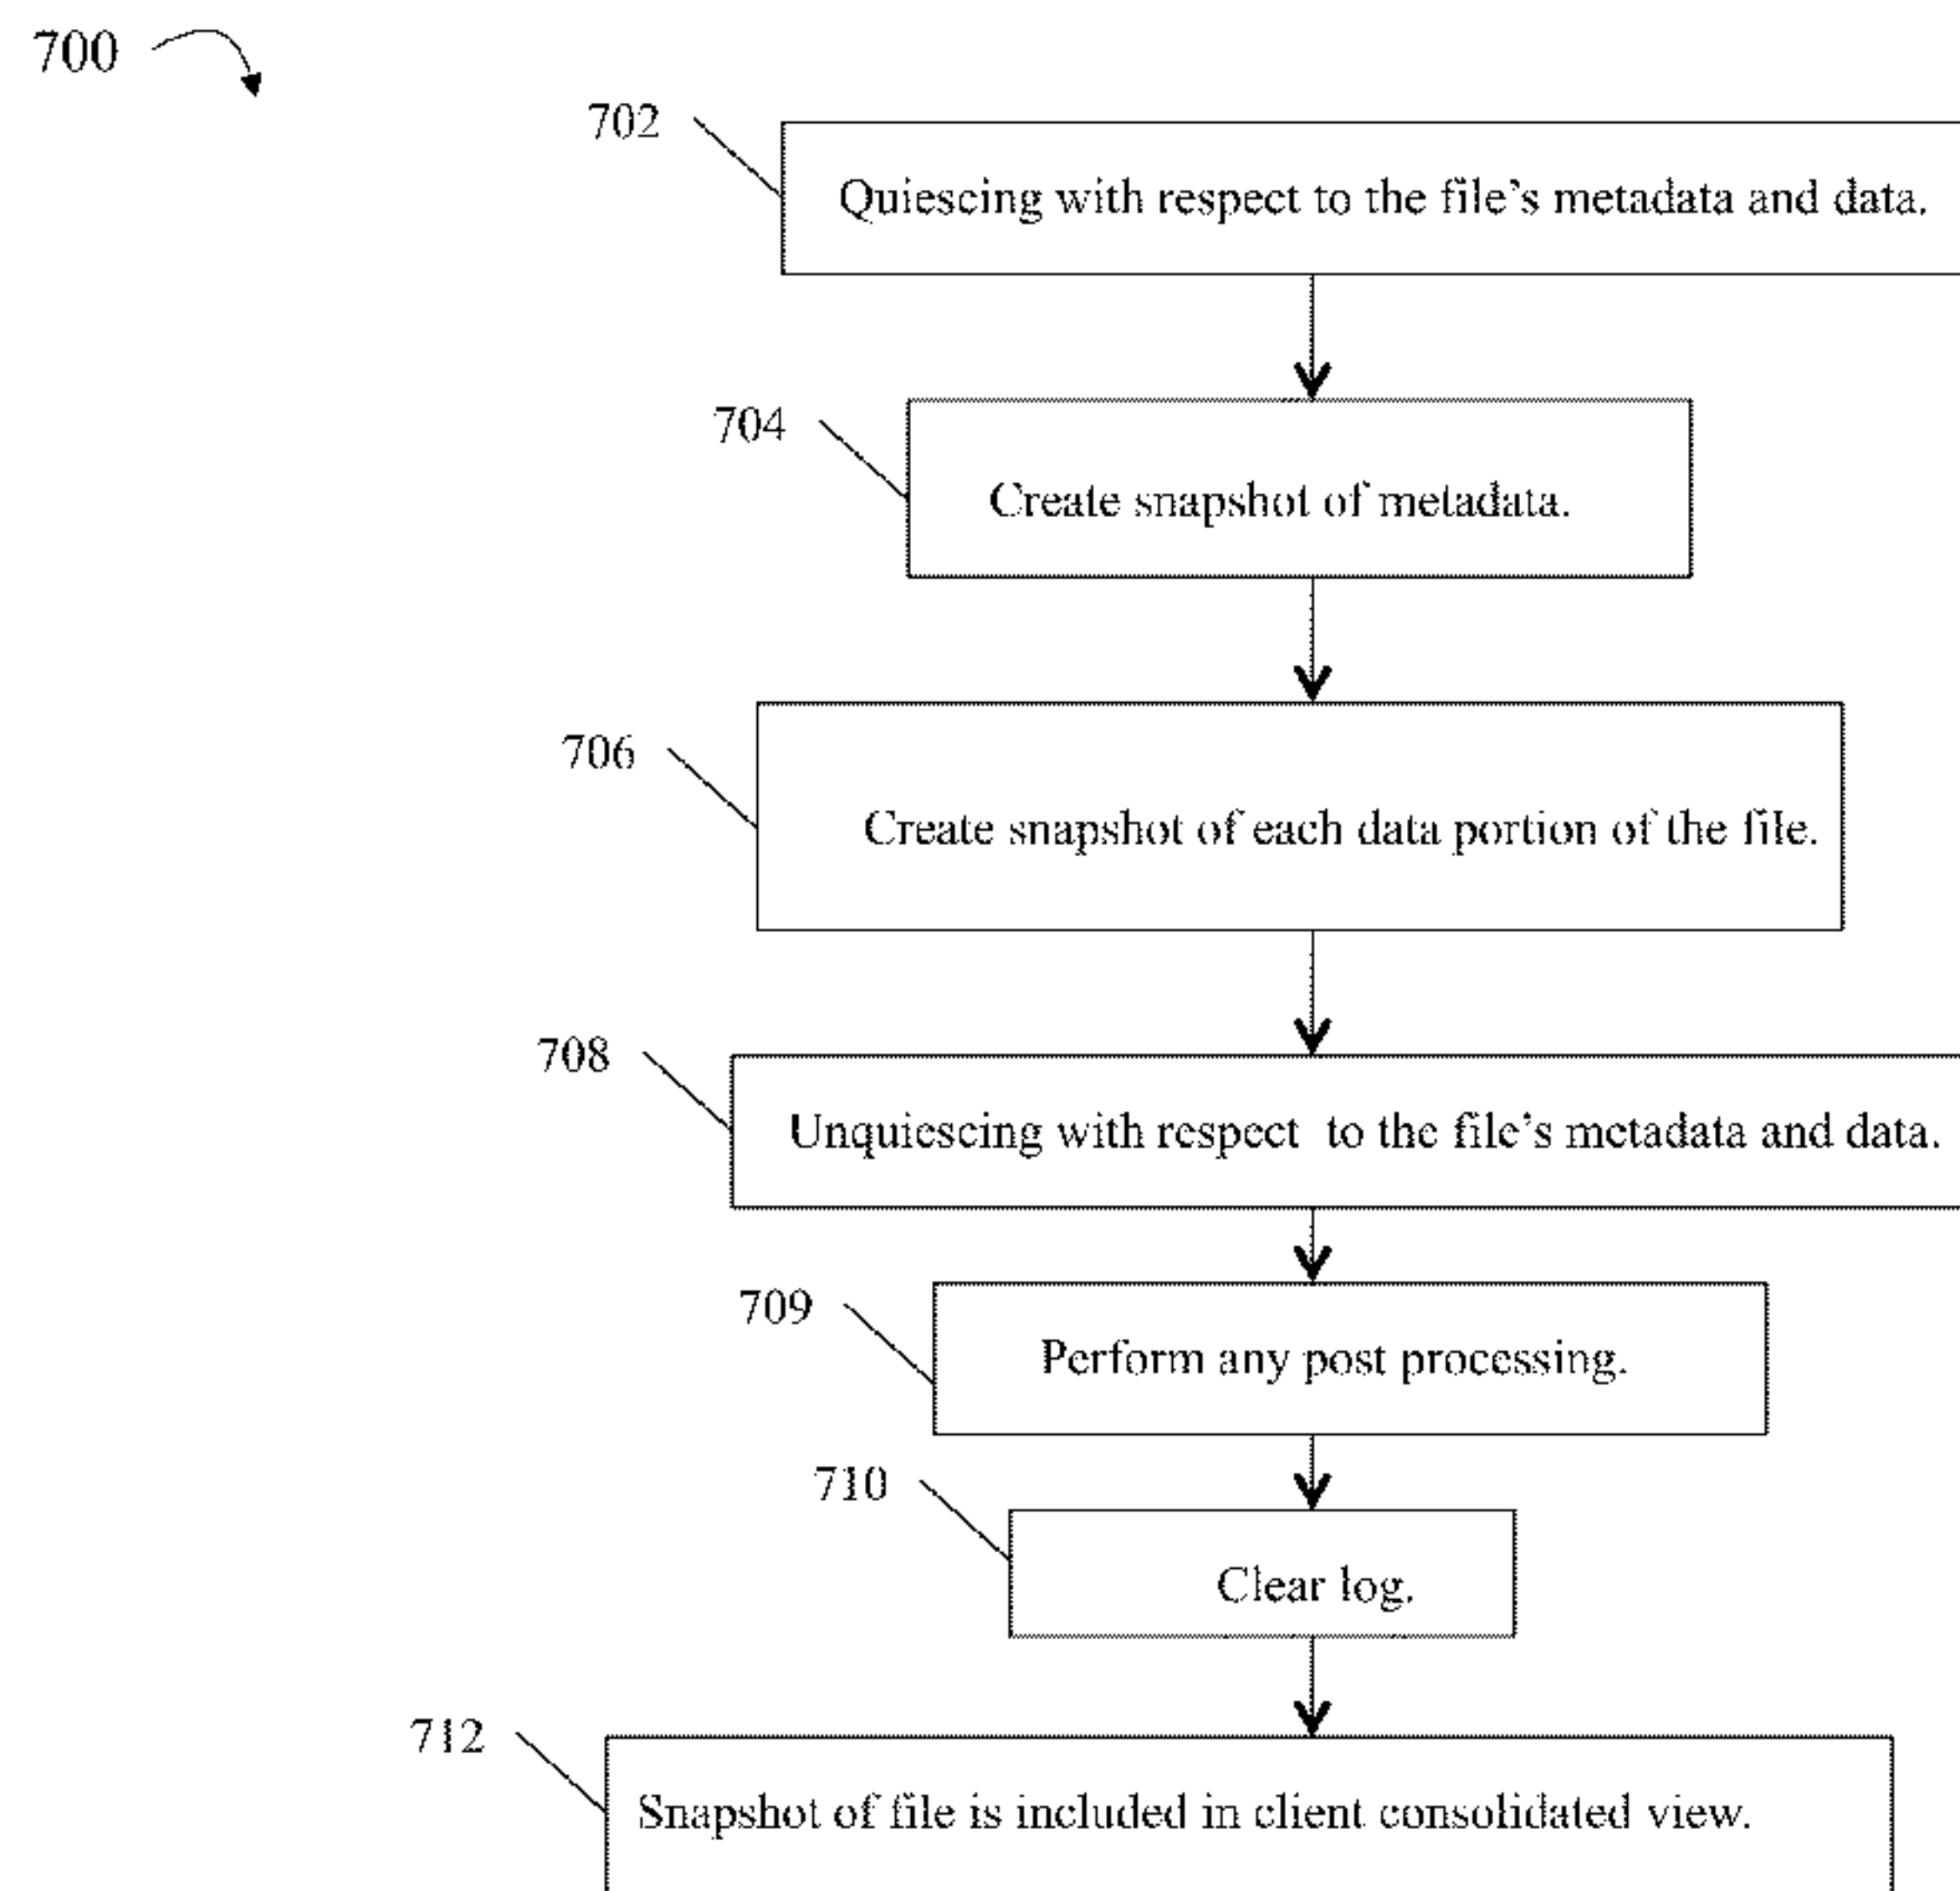 700
702
Quiescing with respect to the file's metadata and data.
704
Create snapshot of metadata.
706
Create snapshot of each data portion of the file.
708
Unquiescing with respect to the file's metadata and data.
709
Perform any post processing.
710
Clear log.
712
Snapshot of file is included in client consolidated view.